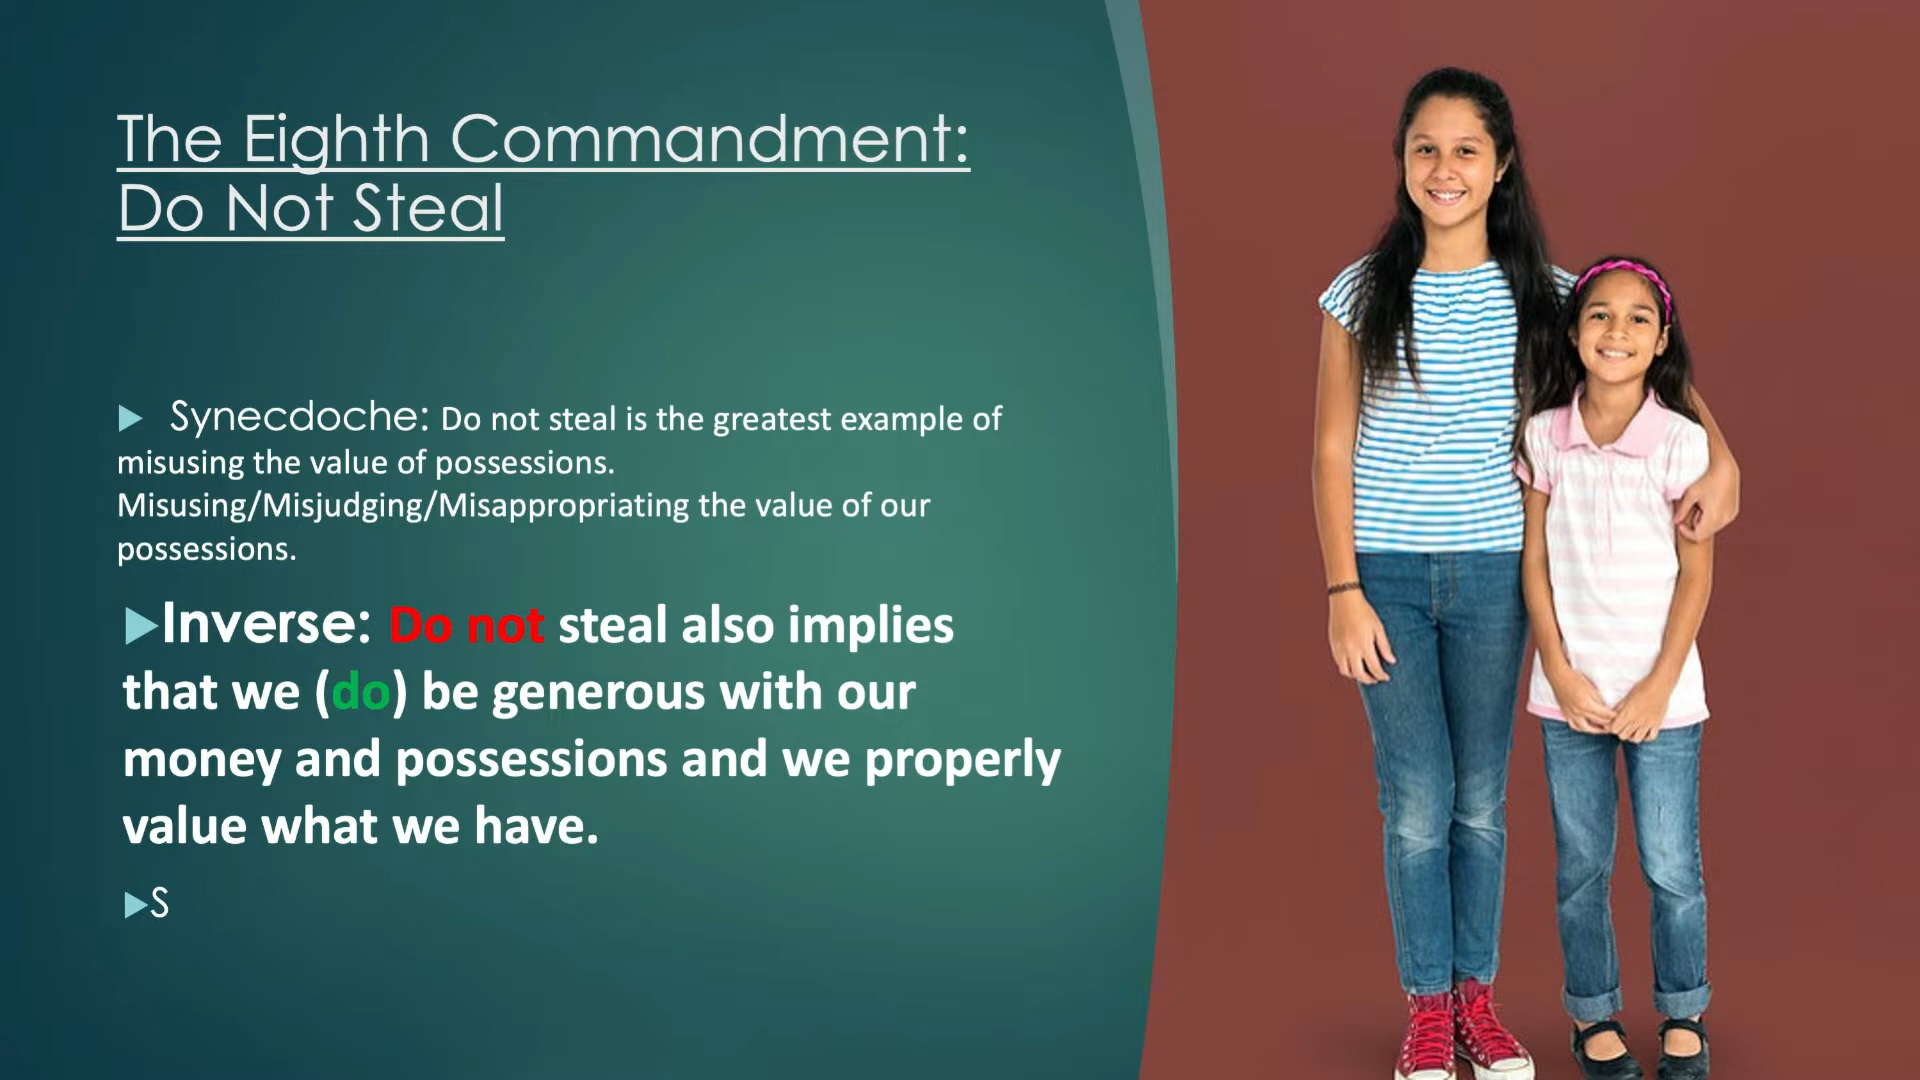 The Eighth Commandment:
Do Not Steal
Synecdoche: Do not steal is the greatest example of
misusing the value of possessions.
Misusing/Misjudging/Misappropriating the value of our
possessions.
Inverse: Do not steal also implies
that we (do) be generous with our
money and possessions and we properly
value what we have.
S